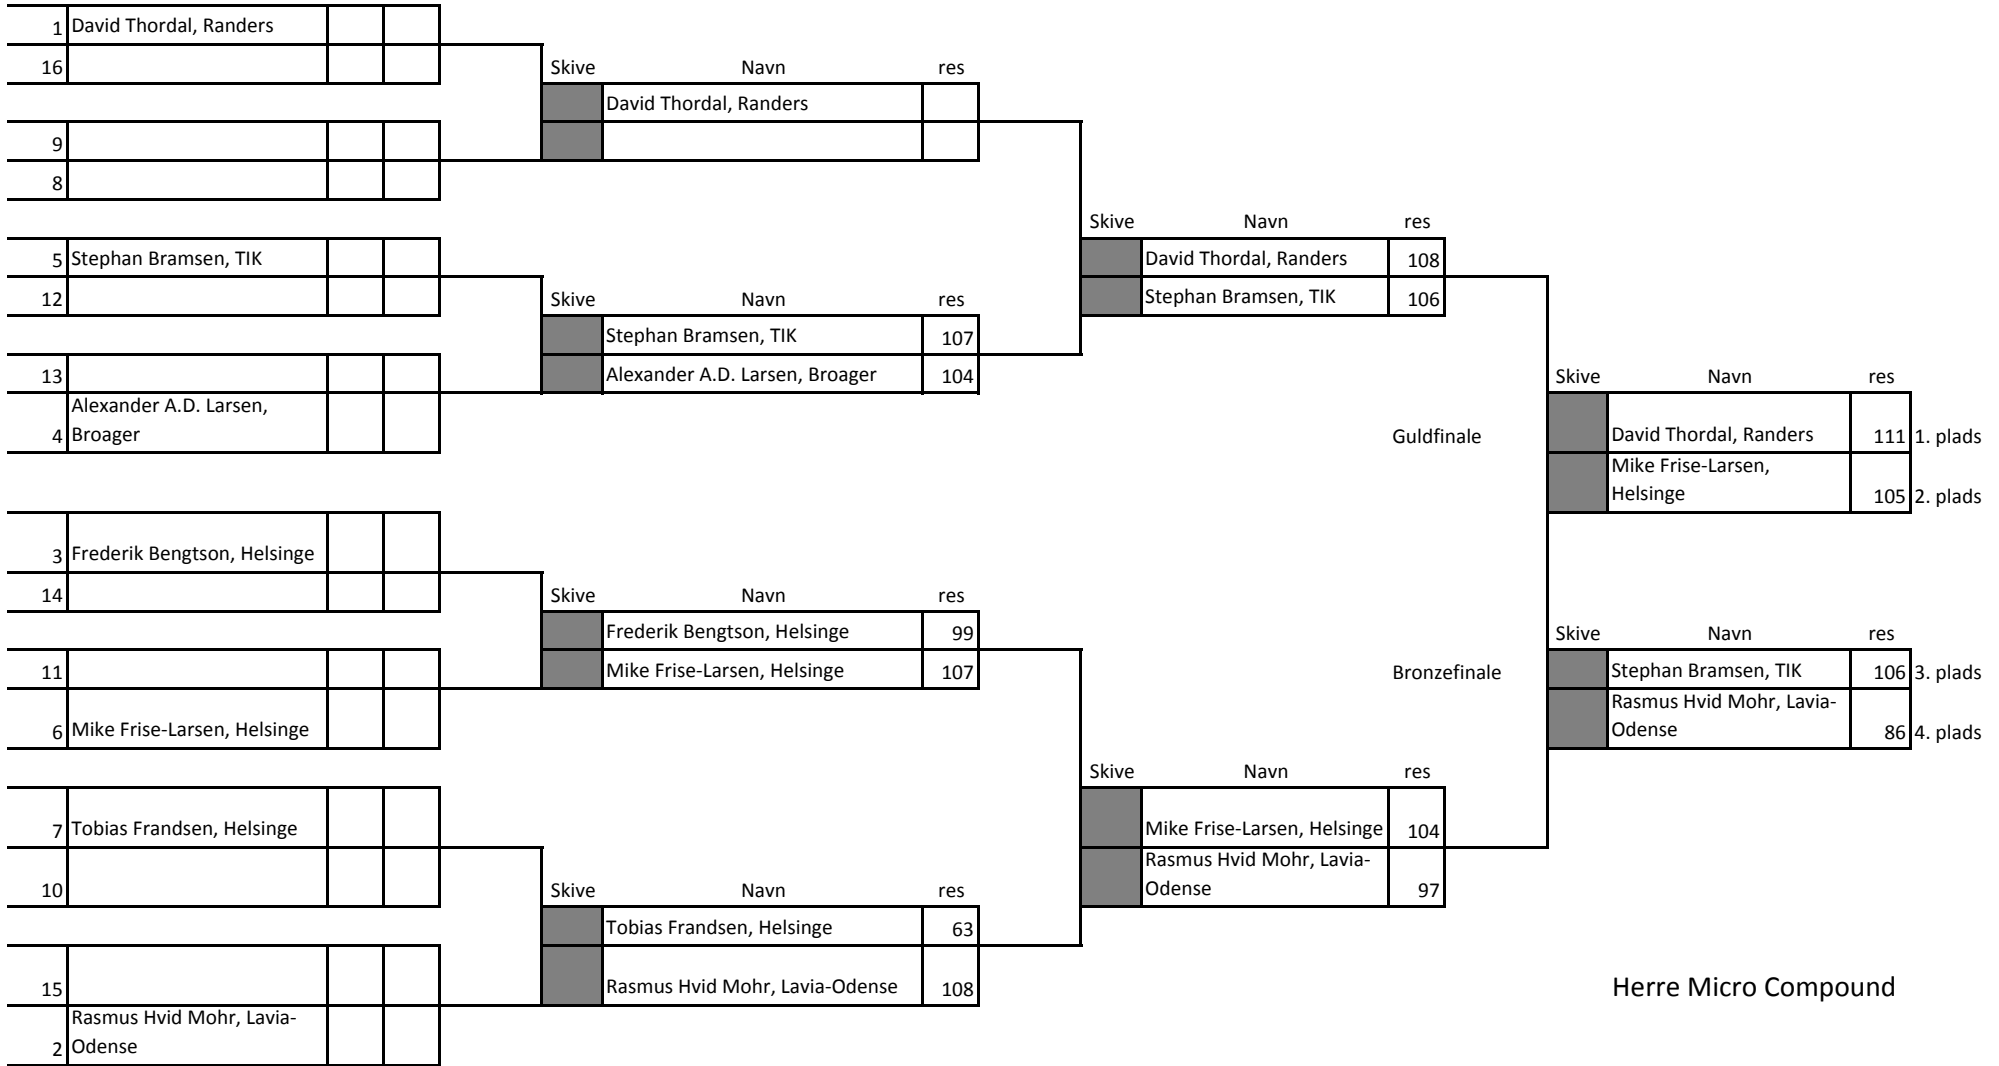 1 David Thordal, Randers
16
9
8
5 Stephan Bramsen, TIK
12
13
Alexander A.D. Larsen,
4 Broager
3 Frederik Bengtson, Helsinge
14
11
6 Mike Frise-Larsen, Helsinge
7 Tobias Frandsen, Helsinge
10
15
Rasmus Hvid Mohr, Lavia-
2 Odense
Skive Navn res
David Thordal, Randers
Skive Navn res
Stephan Bramsen, TIK 107
Alexander A.D. Larsen, Broager 104
Skive Navn res
Frederik Bengtson, Helsinge 99
Mike Frise-Larsen, Helsinge 107
Skive Navn res
Tobias Frandsen, Helsinge 63
Rasmus Hvid Mohr, Lavia-Odense 108
Skive Navn res
David Thordal, Randers 108
Stephan Bramsen, TIK 106
Skive Navn res
Mike Frise-Larsen, Helsinge 104
Rasmus Hvid Mohr, Lavia-
Odense 97
Skive Navn res
Guldfinale David Thordal, Randers 111 1. plads
Mike Frise-Larsen,
Helsinge 105 2. plads
Skive Navn res
Bronzefinale Stephan Bramsen, TIK 106 3. plads
Rasmus Hvid Mohr, Lavia-
Odense 86 4. plads
Herre Micro Compound